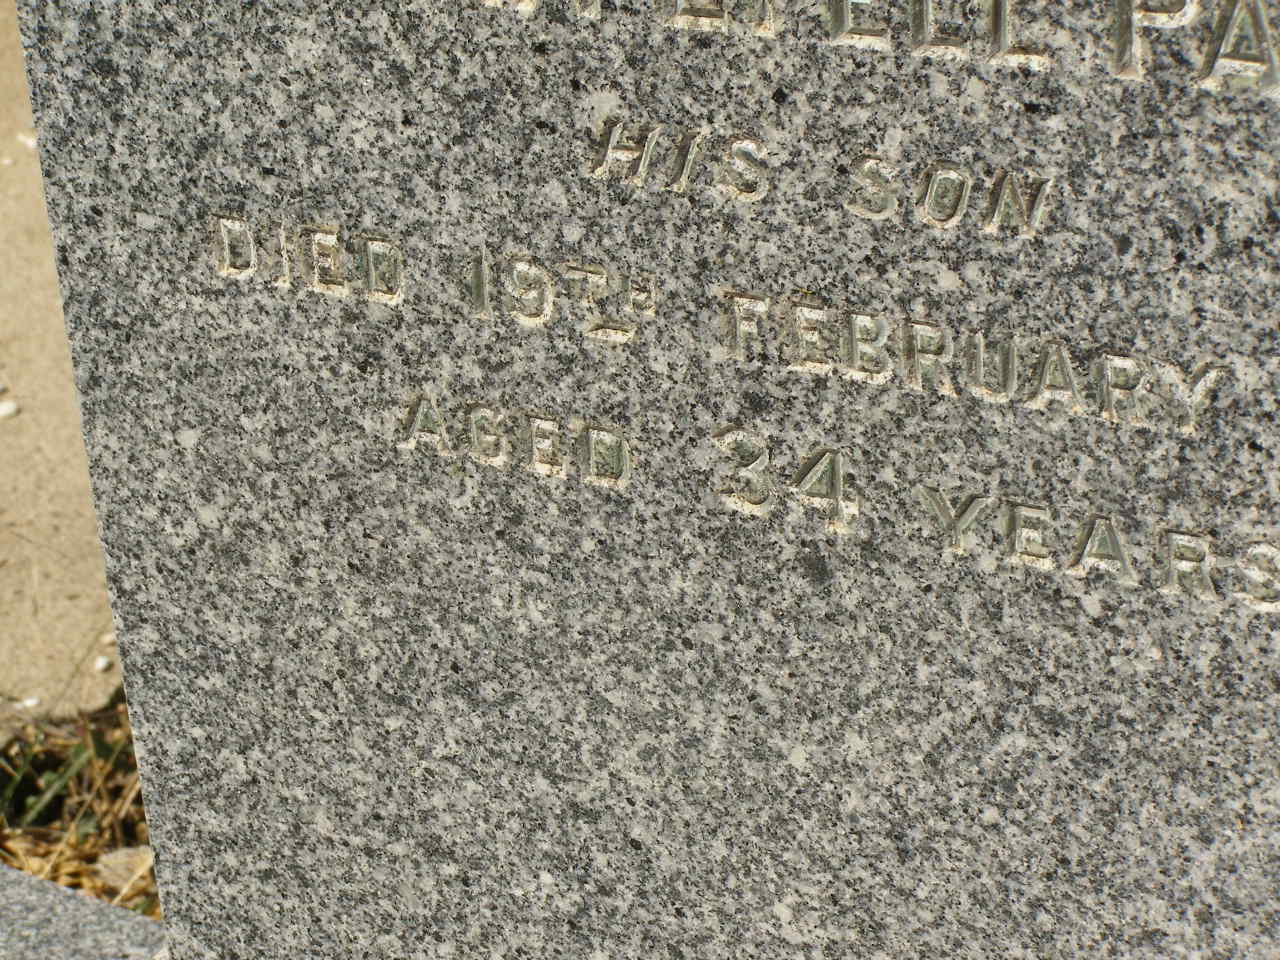 HIS SON
DIED 19TH FEBRUARY
AGED 34 YEARS